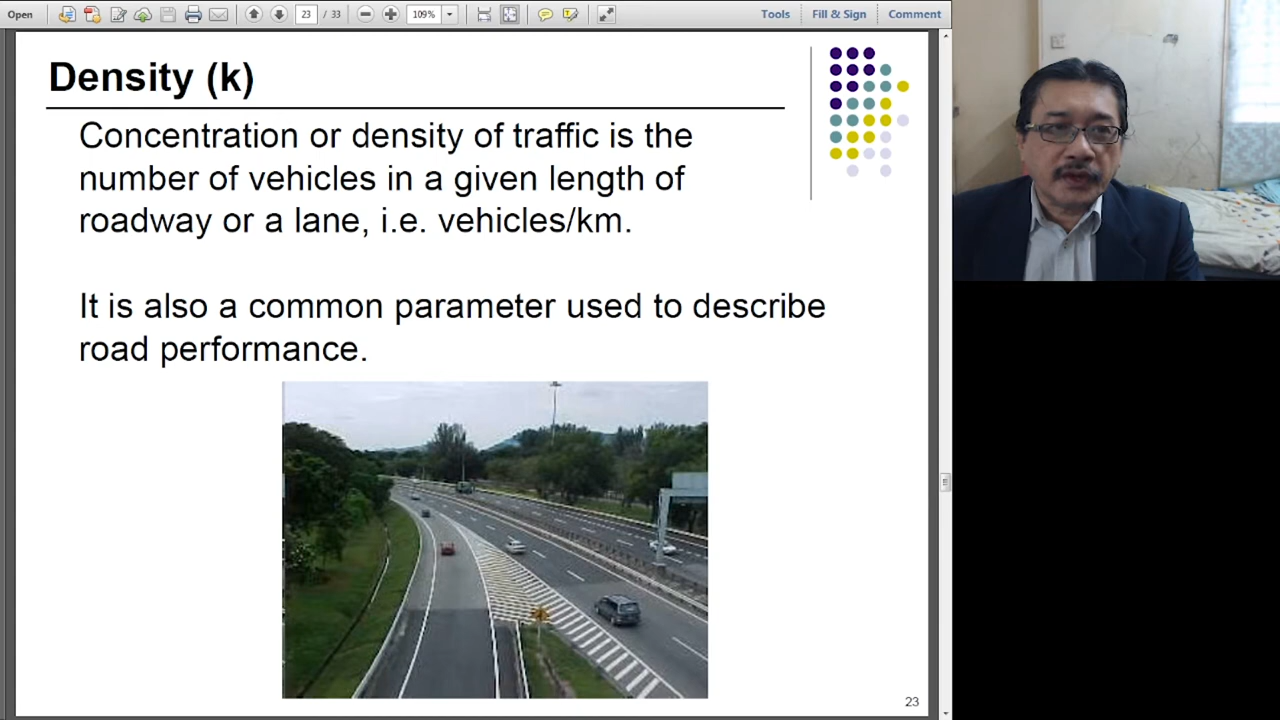 Open
23 / 33
109%
Tools
Fill & Sign
Comment
Density (k)
Concentration or density of traffic is the
number of vehicles in a given length of
roadway or a lane, i.e. vehicles/km.
It is also a common parameter used to describe
road performance.
23